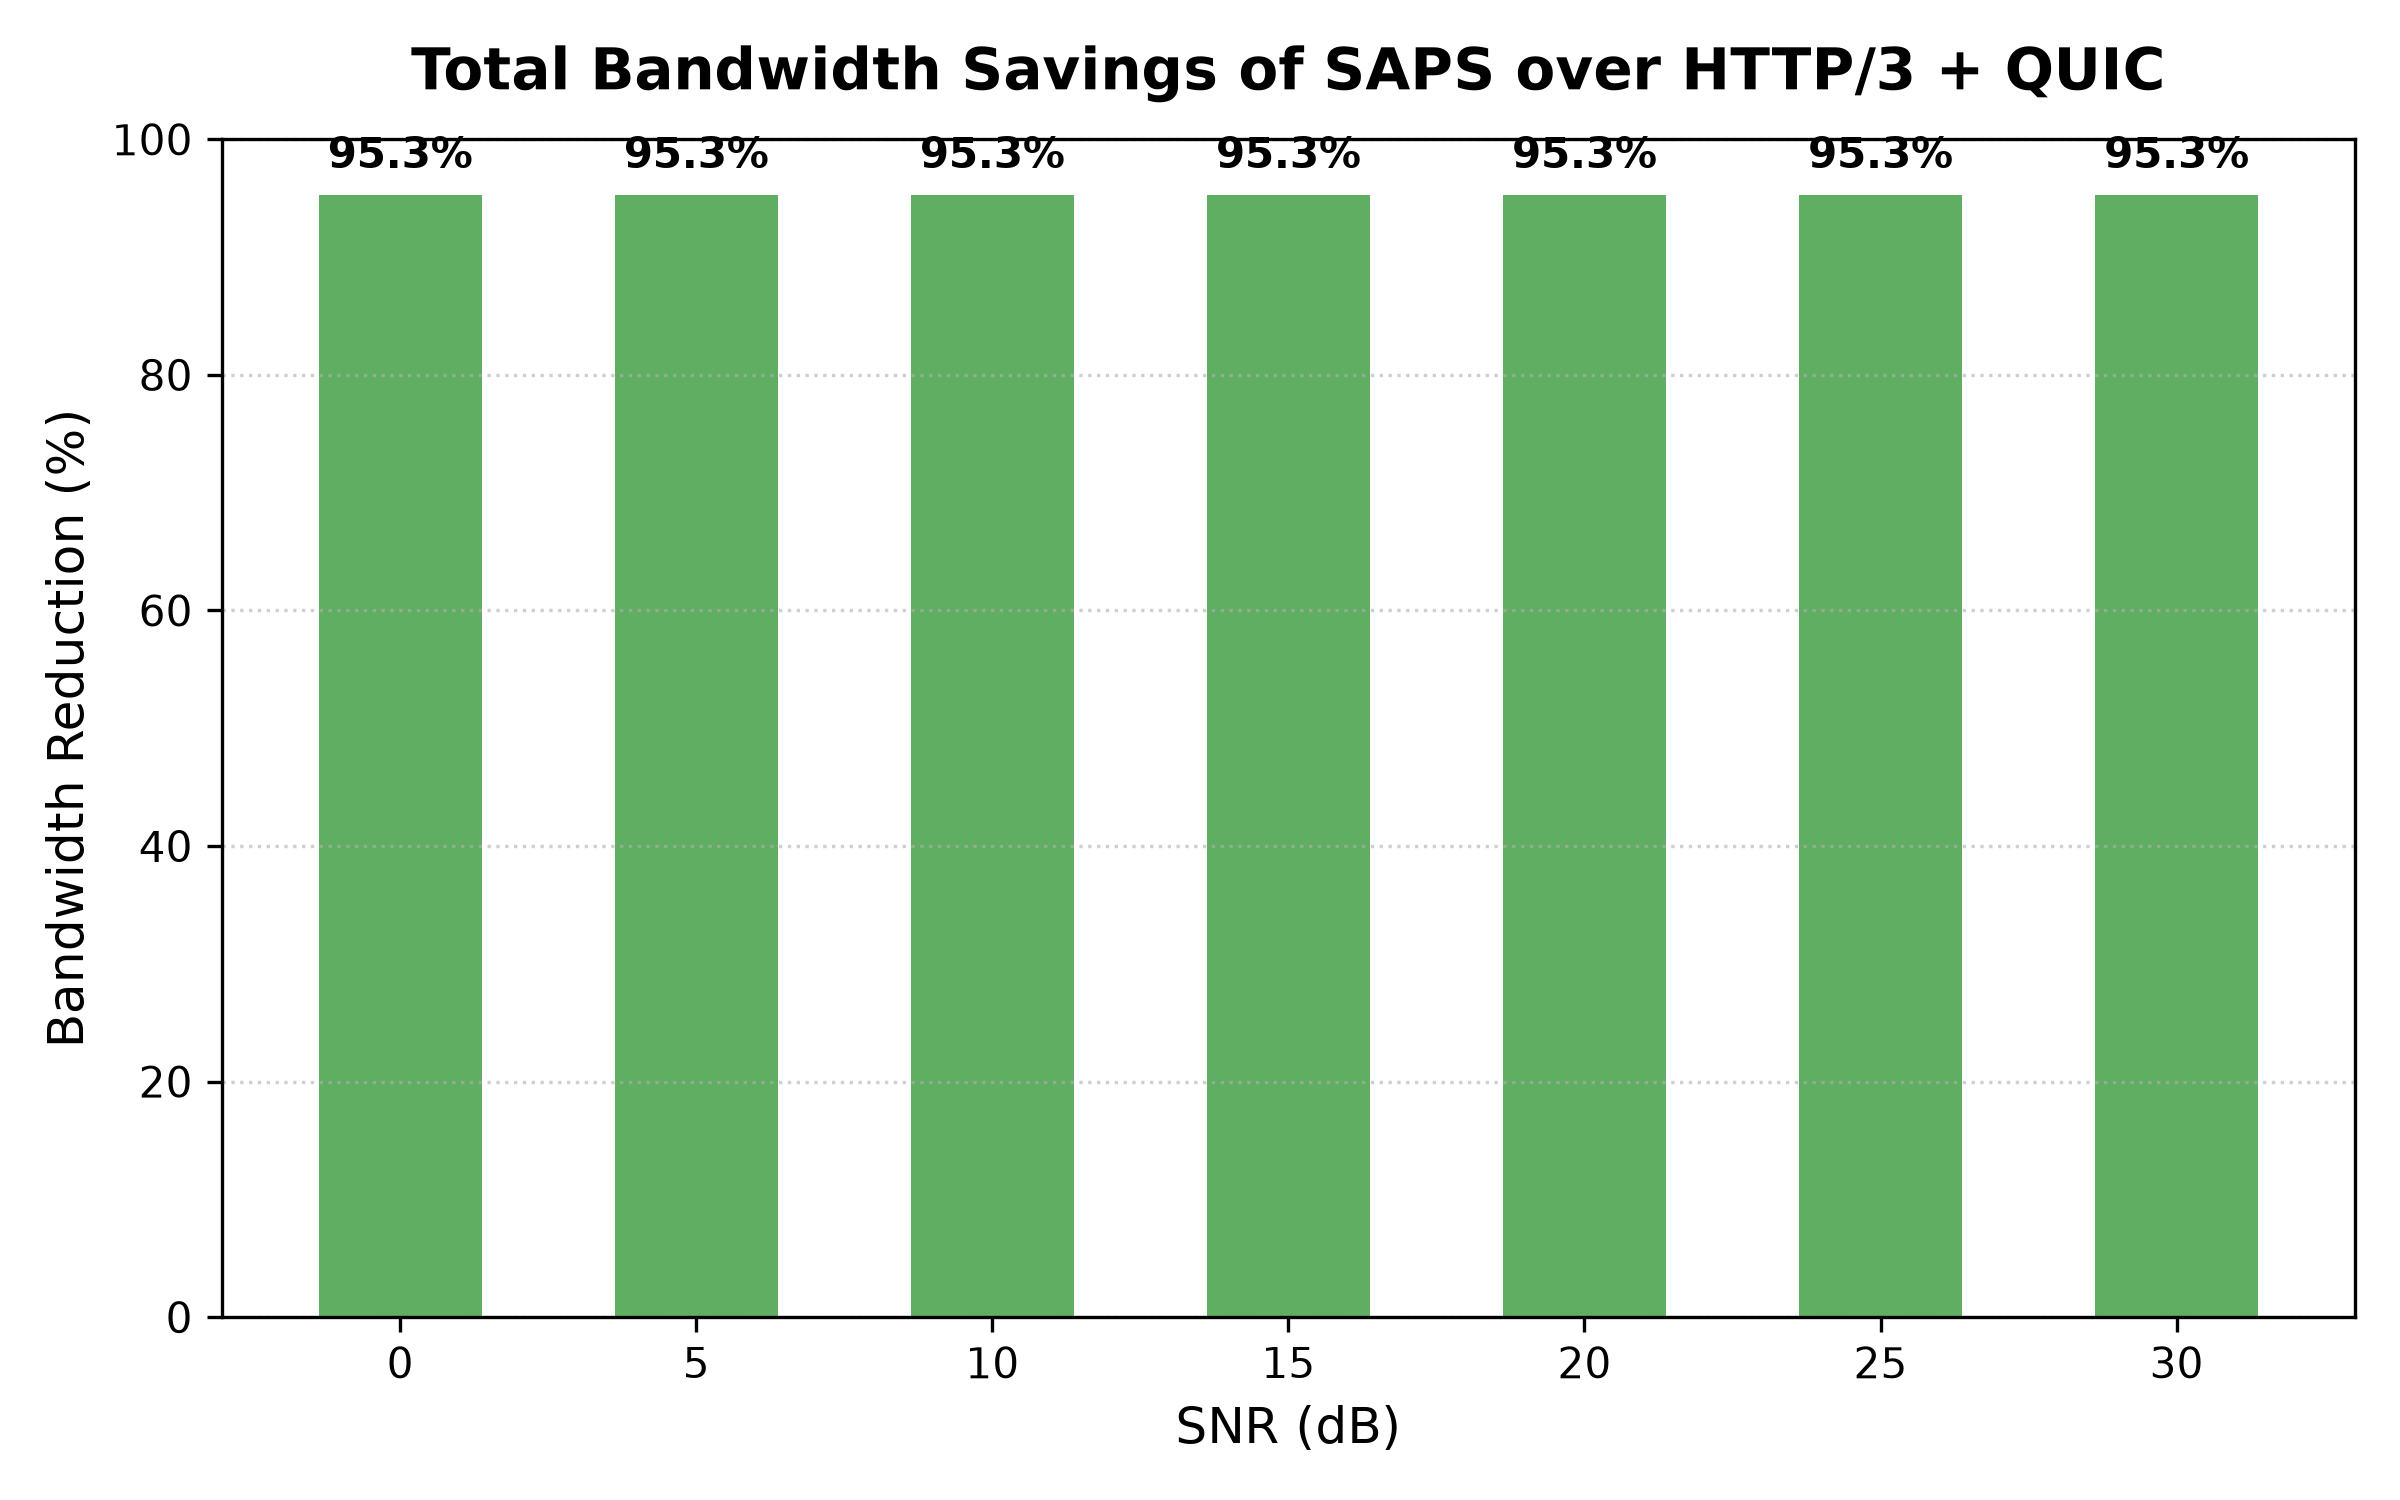 Total Bandwidth Savings of SAPS over HTTP/3 + QUIC
100
95.3% 95.3% 95.3% 95.3% 95.3% 95.3% 95.3%
80
60
40
20
0
Bandwidth Reduction (%)
0 5 10 15 20 25 30
SNR (dB)